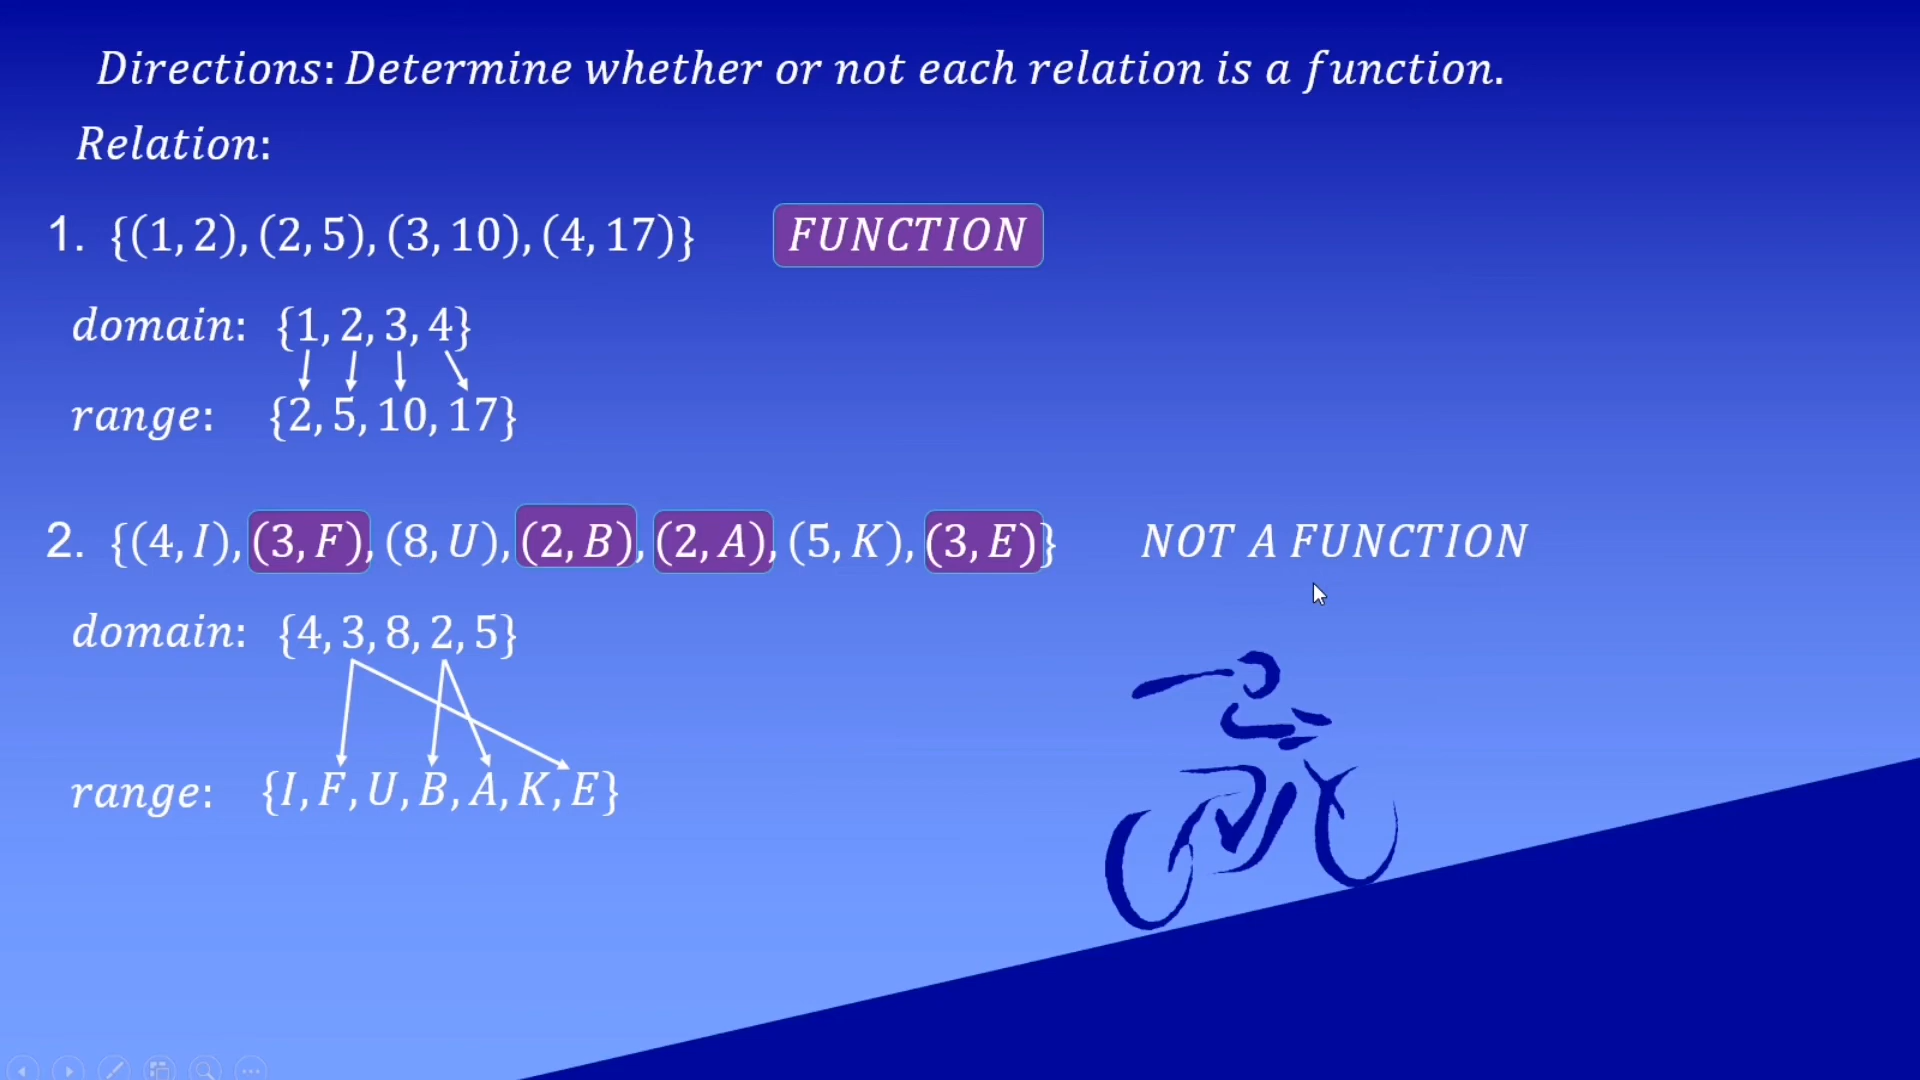 Directions: Determine whether or not each relation is a function.
Relation:
1. {(1, 2), (2, 5), (3, 10), (4, 17)} FUNCTION
domain: {1, 2, 3, 4}
range: {2, 5, 10, 17}
2. {(4, I), (3, F), (8, U), (2, B), (2, A), (5, K), (3, E)} NOT A FUNCTION
domain: {4, 3, 8, 2, 5}
range: {I, F, U, B, A, K, E}